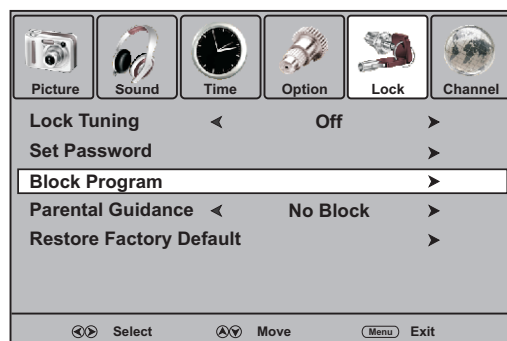 Picture Sound Time Option Lock Channel
Lock Tuning Off
Set Password
Block Program
Parental Guidance No Block
Restore Factory Default
Select Move Menu Exit